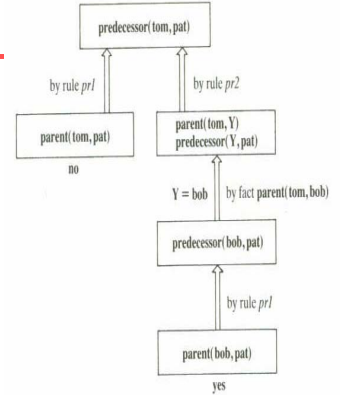 predecessor(tom,pat)
by rule pr1
by rule pr2
parent(tom,pat)
no
parent(tom,Y)
predecessor(Y,pat)
Y = bob
by fact parent(tom,bob)
predecessor(bob,pat)
by rule pr1
parent(bob,pat)
yes